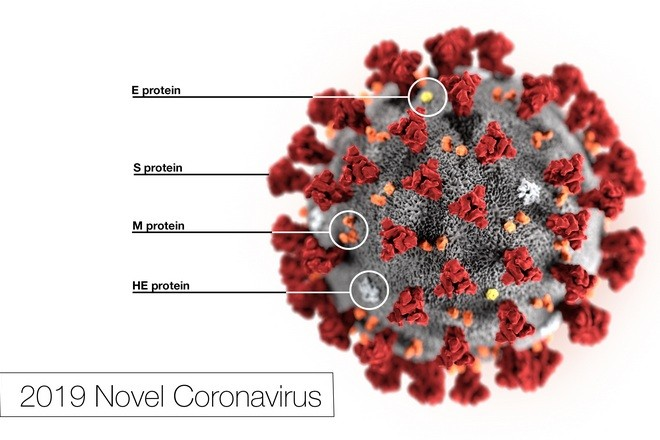 E protein
S protein
M protein
HE protein
2019 Novel Coronavirus